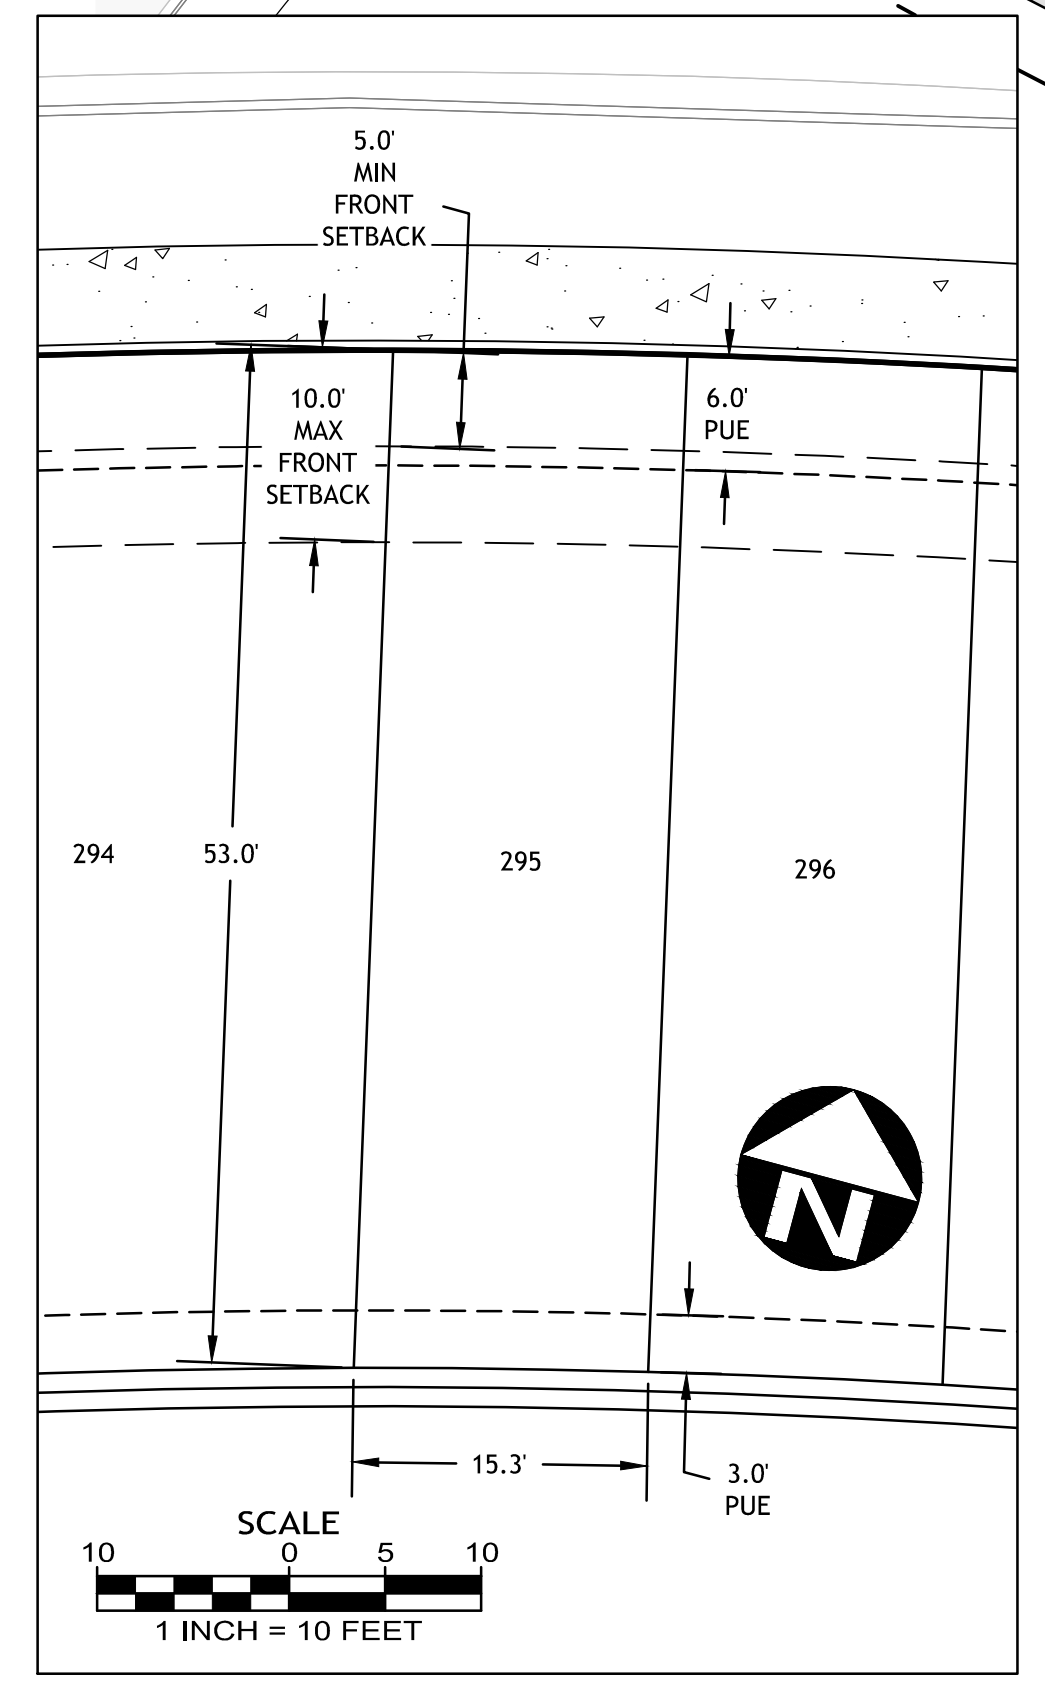 5.0'
MIN
FRONT
SETBACK
10.0'
MAX
FRONT
SETBACK
6.0'
PUE
294
53.0'
295
296
N
15.3'
3.0'
PUE
SCALE
10 0 5 10
1 INCH = 10 FEET